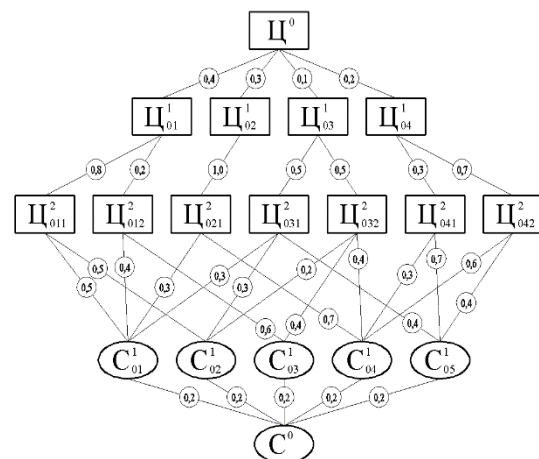 Ц⁰
0,4 0,3 0,1 0,2
Ц¹₀₁ Ц¹₀₂ Ц¹₀₃ Ц¹₀₄
0,8 0,2 1,0 0,5 0,5 0,3 0,7
Ц²₀₁₁ Ц²₀₁₂ Ц²₀₂₁ Ц²₀₃₁ Ц²₀₃₂ Ц²₀₄₁ Ц²₀₄₂
0,5 0,4 0,2 0,4 0,6
0,5 0,3 0,3 0,3 0,3 0,7
0,6 0,4 0,7 0,4 0,4
С¹₀₁ С¹₀₂ С¹₀₃ С¹₀₄ С¹₀₅
0,2 0,2 0,2 0,2 0,2
С⁰